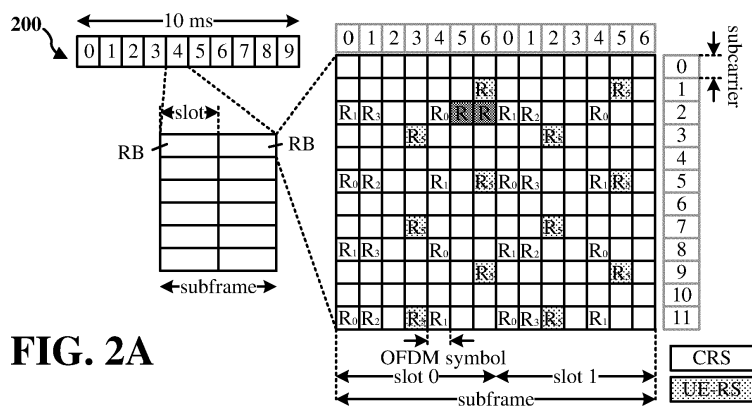 200
10 ms
0 1 2 3 4 5 6 7 8 9
slot
RB RB
subframe
0 1 2 3 4 5 6 0 1 2 3 4 5 6
subcarrier
0
R5 R5 1
R1 R3 R0 R R R1 R2 R0 2
R5 R5 3
4
R0 R2 R1 R5 R0 R3 R1 R5 5
6
R5 R5 7
R1 R3 R0 R1 R2 R0 8
R5 R5 9
10
R0 R2 R5 R1 R0 R3 R5 R1 11
OFDM symbol
slot 0 slot 1
subframe
CRS
UE-RS
FIG. 2A